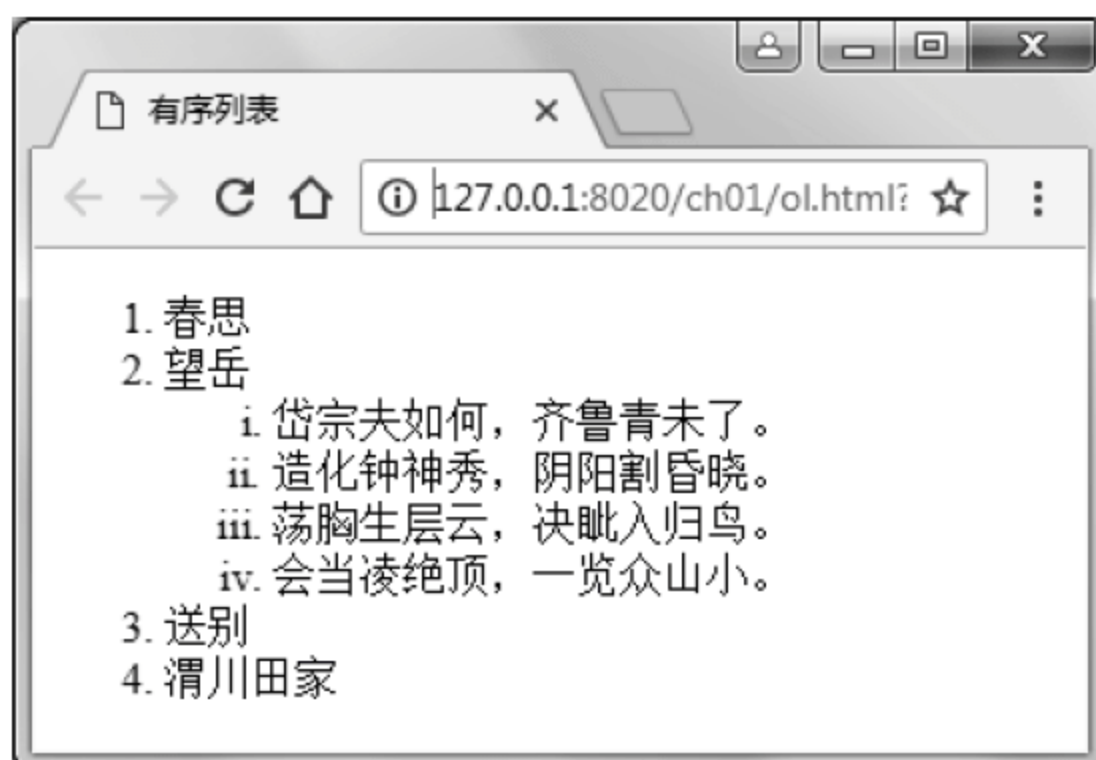 有序列表
127.0.0.1:8020/ch01/ol.html?
1. 春思
2. 望岳
i. 岱宗夫如何，齐鲁青未了。
ii. 造化钟神秀，阴阳割昏晓。
iii. 荡胸生层云，决眦入归鸟。
iv. 会当凌绝顶，一览众山小。
3. 送别
4. 渭川田家